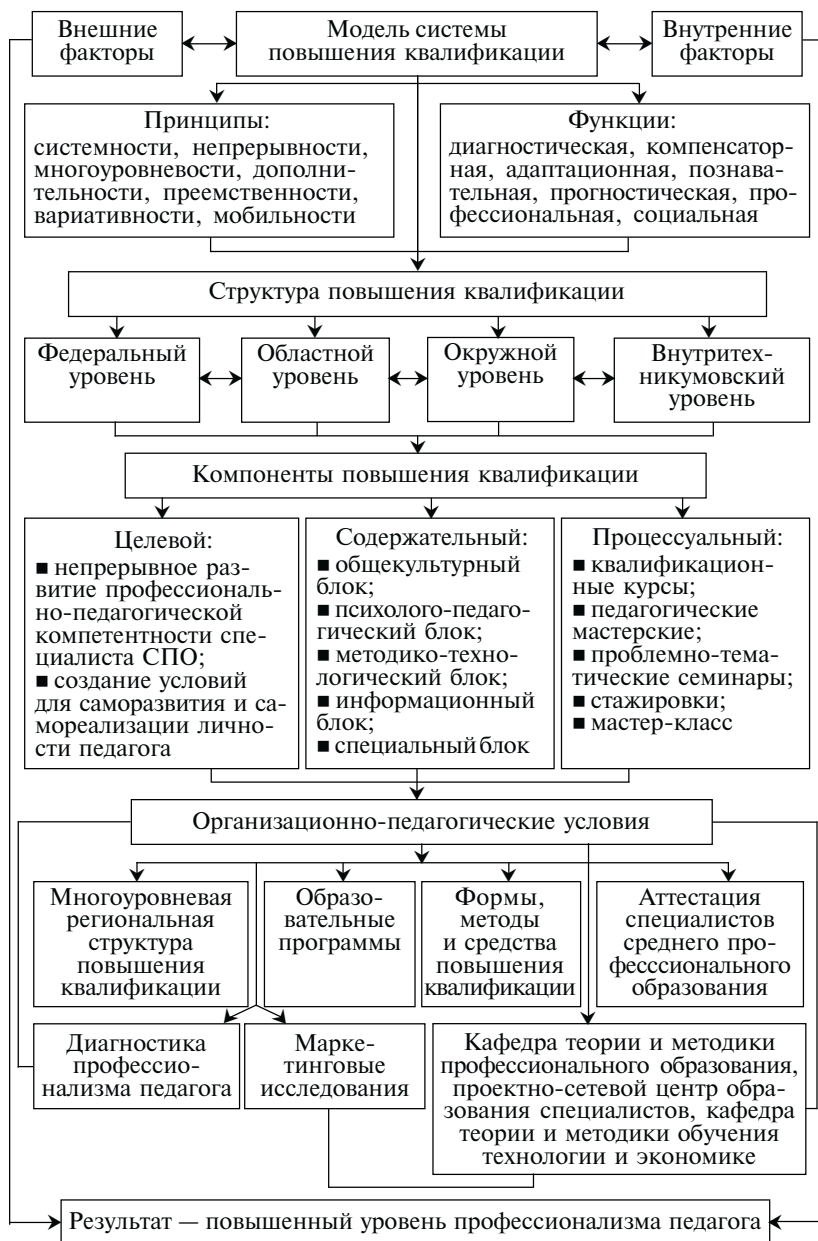 Внешние
факторы
Модель системы
повышения квалификации
Внутренние
факторы
Принципы:
системности, непрерывности,
многоуровневости, дополни-
тельности, преемственности,
вариативности, мобильности
Функции:
диагностическая, компенсатор-
ная, адаптационная, познава-
тельная, прогностическая, про-
фессиональная, социальная
Структура повышения квалификации
Федеральный
уровень
Областной
уровень
Окружной
уровень
Внутритех-
никумовский
уровень
Компоненты повышения квалификации
Целевой:
■ непрерывное раз-
витие профессиональ-
но-педагогической
компетентности спе-
циалиста СПО;
■ создание условий
для саморазвития и са-
мореализации лично-
сти педагога
Содержательный:
■ общекультурный
блок;
■ психолого-педа-
гогический блок;
■ методико-техно-
логический блок;
■ информационный
блок;
■ специальный блок
Процессуальный:
■ квалификацион-
ные курсы;
■ педагогические
мастерские;
■ проблемно-тема-
тические семинары;
■ стажировки;
■ мастер-класс
Организационно-педагогические условия
Многоуровневая
региональная
структура
повышения
квалификации
Образо-
вательные
программы
Формы,
методы
и средства
повышения
квалификации
Аттестация
специалистов
среднего про-
фесссионального
образования
Диагностика
профессио-
нализма педагога
Марке-
тинговые
исследования
Кафедра теории и методики
профессионального образования,
проектно-сетевой центр обра-
зования специалистов, кафедра
теории и методики обучения
технологии и экономике
Результат — повышенный уровень профессионализма педагога